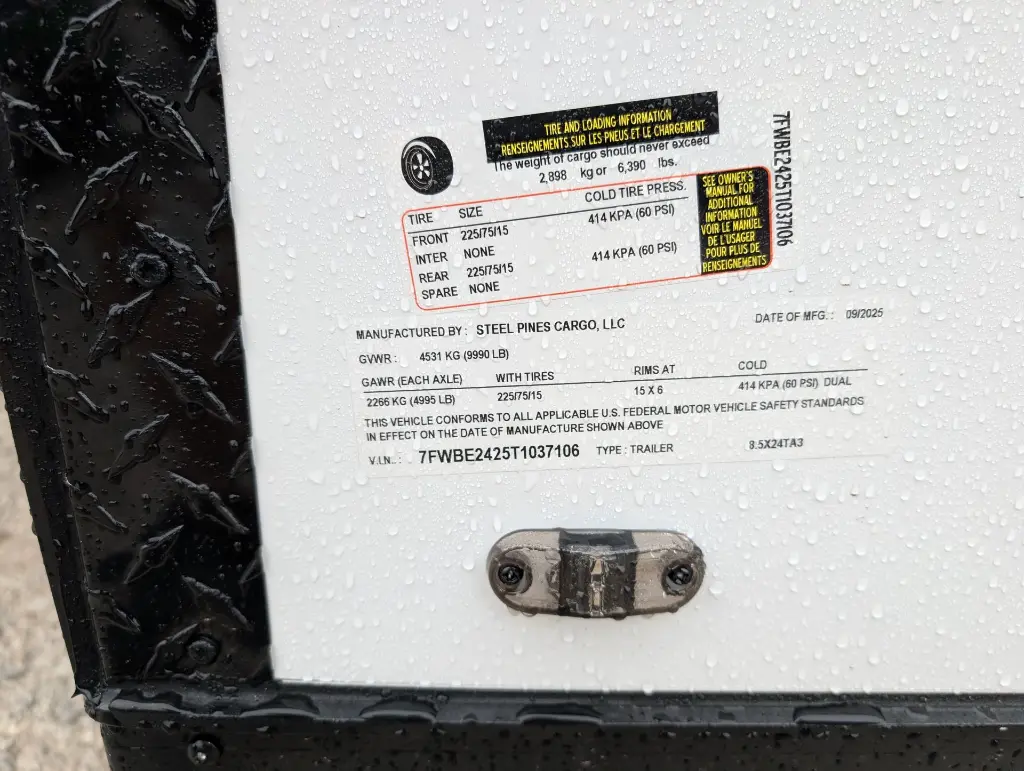 TIRE AND LOADING INFORMATION
RENSEIGNEMENTS SUR LES PNEUS ET LE CHARGEMENT
The weight of cargo should never exceed
2,898 kg or 6,390 lbs.
TIRE SIZE COLD TIRE PRESS.
FRONT 225/75/15 414 KPA (60 PSI)
INTER NONE
REAR 225/75/15 414 KPA (60 PSI)
SPARE NONE
SEE OWNER'S
MANUAL FOR
ADDITIONAL
INFORMATION
VOIR LE MANUEL
DE L'USAGER
POUR PLUS DE
RENSEIGNEMENTS
7FWBE2425T1037106
MANUFACTURED BY: STEEL PINES CARGO, LLC DATE OF MFG.: 09/2025
GVWR: 4531 KG (9990 LB)
GAWR (EACH AXLE) WITH TIRES RIMS AT COLD
2266 KG (4995 LB) 225/75/15 15 X 6 414 KPA (60 PSI) DUAL
THIS VEHICLE CONFORMS TO ALL APPLICABLE U.S. FEDERAL MOTOR VEHICLE SAFETY STANDARDS
IN EFFECT ON THE DATE OF MANUFACTURE SHOWN ABOVE
V.I.N.: 7FWBE2425T1037106 TYPE: TRAILER 8.5X24TA3